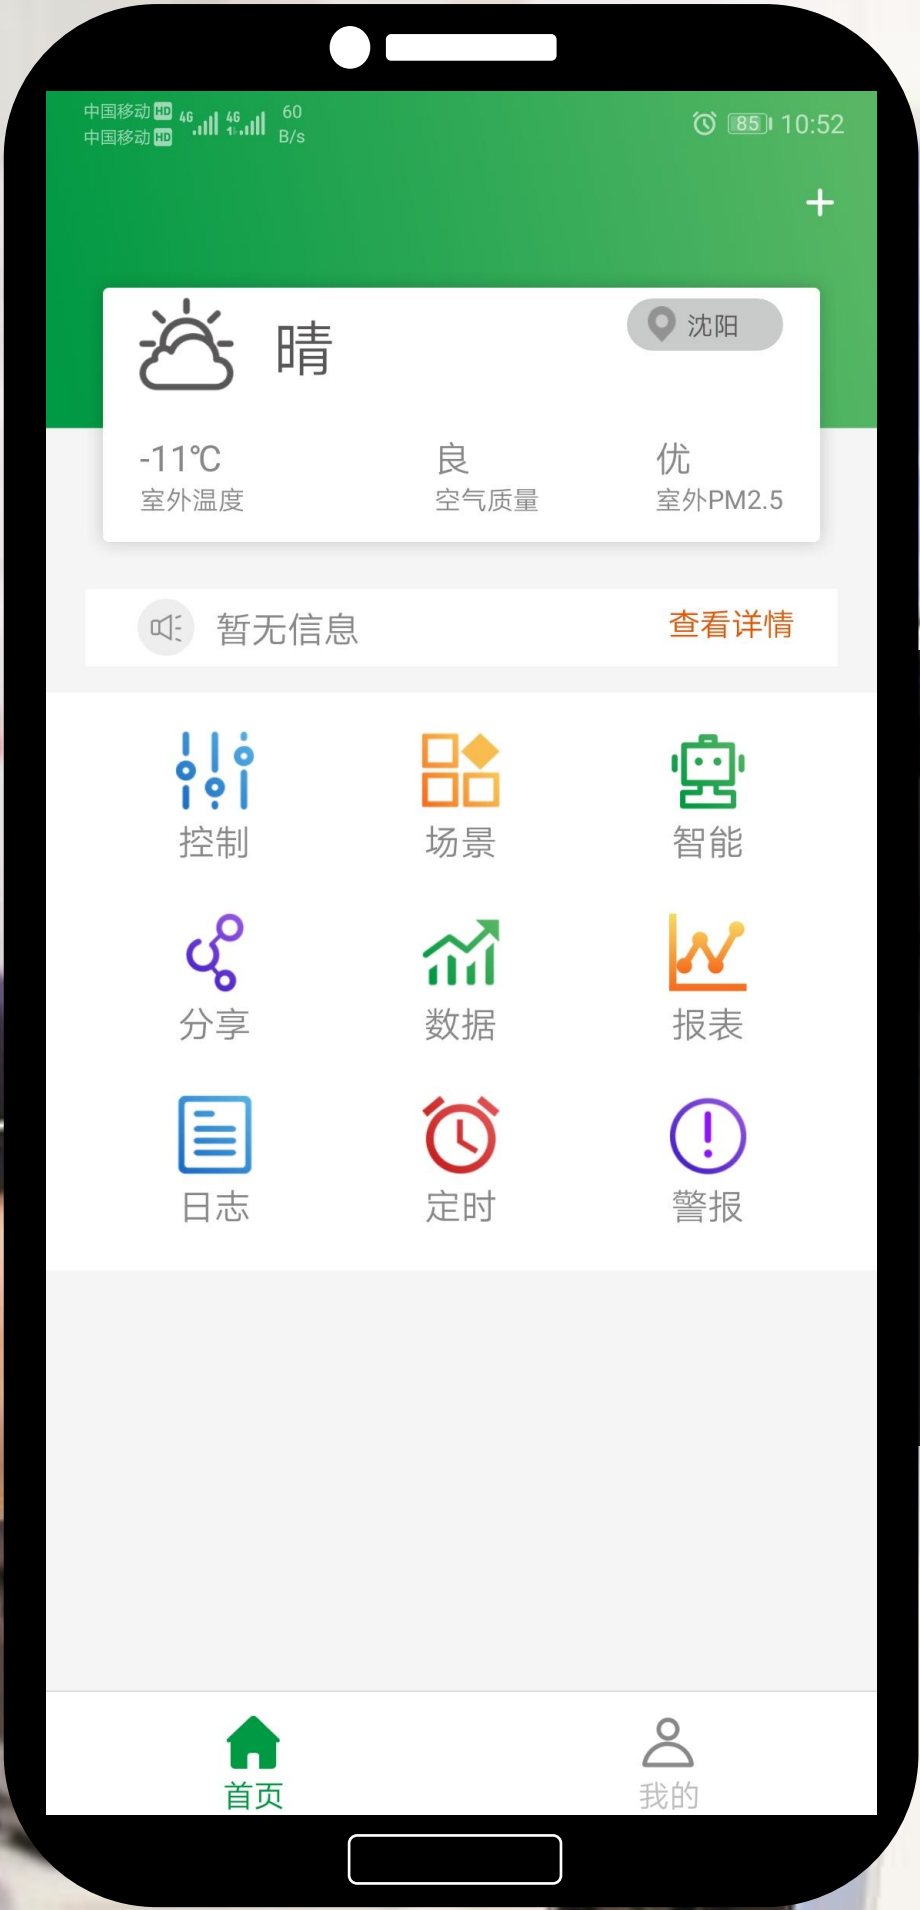 中国移动 HD 4G 4G 60
中国移动 HD B/s
85 10:52
晴
沈阳
-11℃ 良 优
室外温度 空气质量 室外PM2.5
暂无信息 查看详情
控制 场景 智能
分享 数据 报表
日志 定时 警报
首页 我的